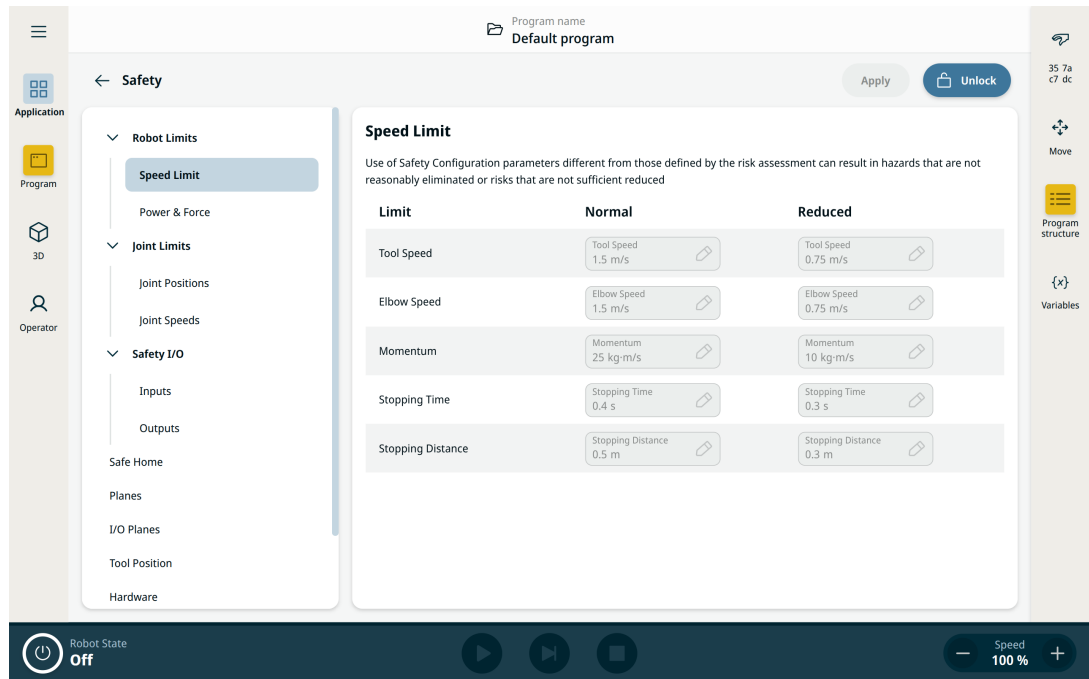 Program name
Default program
35 7a
c7 dc
Safety
Apply
Unlock
Application
Program
3D
Operator
Move
Program
structure
{x}
Variables
Robot Limits
Speed Limit
Power & Force
Joint Limits
Joint Positions
Joint Speeds
Safety I/O
Inputs
Outputs
Safe Home
Planes
I/O Planes
Tool Position
Hardware
Speed Limit
Use of Safety Configuration parameters different from those defined by the risk assessment can result in hazards that are not
reasonably eliminated or risks that are not sufficient reduced
Limit Normal Reduced
Tool Speed
Tool Speed
1.5 m/s
Tool Speed
0.75 m/s
Elbow Speed
Elbow Speed
1.5 m/s
Elbow Speed
0.75 m/s
Momentum
Momentum
25 kg·m/s
Momentum
10 kg·m/s
Stopping Time
Stopping Time
0.4 s
Stopping Time
0.3 s
Stopping Distance
Stopping Distance
0.5 m
Stopping Distance
0.3 m
Robot State
Off
Speed
100 %